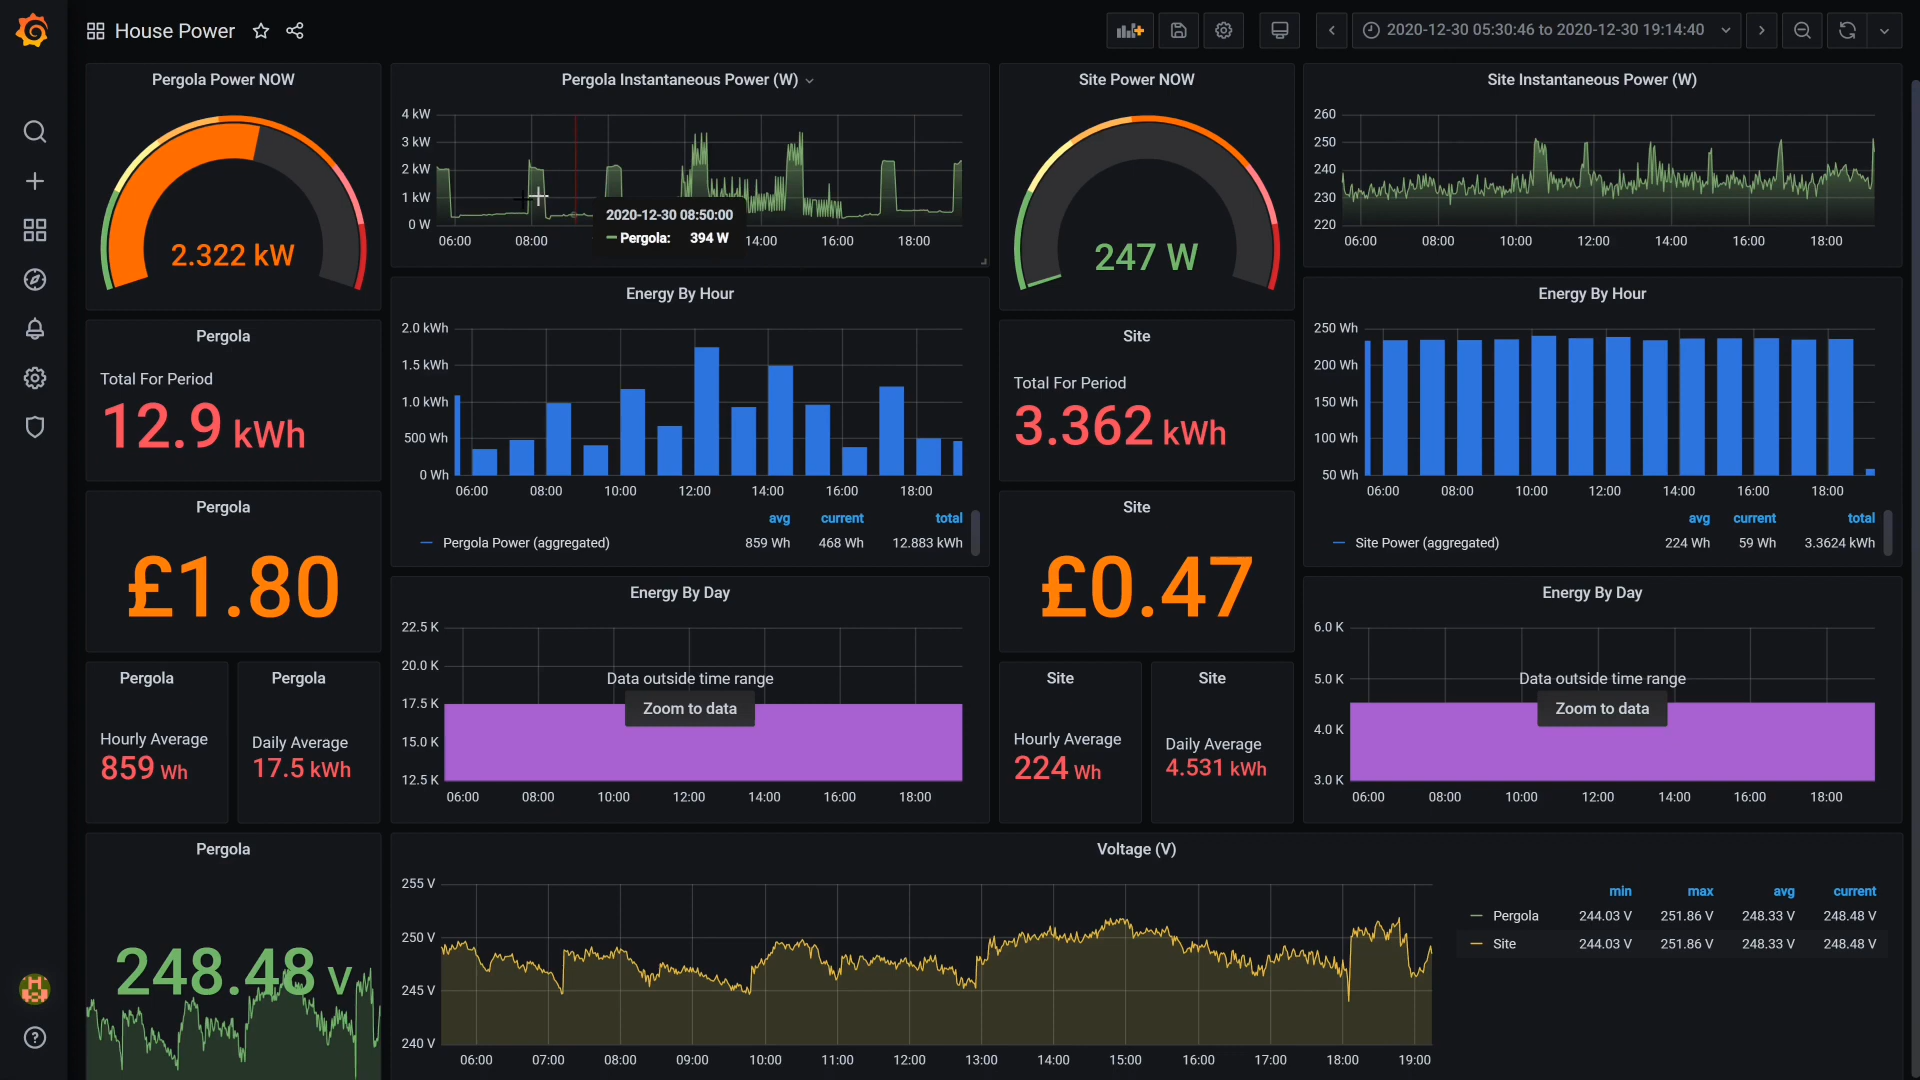 House Power
2020-12-30 05:30:46 to 2020-12-30 19:14:40
Pergola Power NOW
2.322 kW
Pergola Instantaneous Power (W)
4 kW
3 kW
2 kW
1 kW
0 W
06:00 08:00 14:00 16:00 18:00
2020-12-30 08:50:00
Pergola: 394 W
Site Power NOW
247 W
Site Instantaneous Power (W)
260
250
240
230
220
06:00 08:00 10:00 12:00 14:00 16:00 18:00
Pergola
Total For Period
12.9 kWh
Energy By Hour
2.0 kWh
1.5 kWh
1.0 kWh
500 Wh
0 Wh
06:00 08:00 10:00 12:00 14:00 16:00 18:00
avg current total
Pergola Power (aggregated) 859 Wh 468 Wh 12.883 kWh
Site
Total For Period
3.362 kWh
Energy By Hour
250 Wh
200 Wh
150 Wh
100 Wh
50 Wh
06:00 08:00 10:00 12:00 14:00 16:00 18:00
avg current total
Site Power (aggregated) 224 Wh 59 Wh 3.3624 kWh
Pergola
£1.80
Site
£0.47
Pergola
Hourly Average
859 Wh
Pergola
Daily Average
17.5 kWh
Energy By Day
22.5 K
20.0 K
17.5 K
15.0 K
12.5 K
Data outside time range
Zoom to data
06:00 08:00 10:00 12:00 14:00 16:00 18:00
Site
Hourly Average
224 Wh
Site
Daily Average
4.531 kWh
Energy By Day
6.0 K
5.0 K
4.0 K
3.0 K
Data outside time range
Zoom to data
06:00 08:00 10:00 12:00 14:00 16:00 18:00
Pergola
248.48 V
Voltage (V)
255 V
250 V
245 V
240 V
06:00 07:00 08:00 09:00 10:00 11:00 12:00 13:00 14:00 15:00 16:00 17:00 18:00 19:00
min max avg current
Pergola 244.03 V 251.86 V 248.33 V 248.48 V
Site 244.03 V 251.86 V 248.33 V 248.48 V